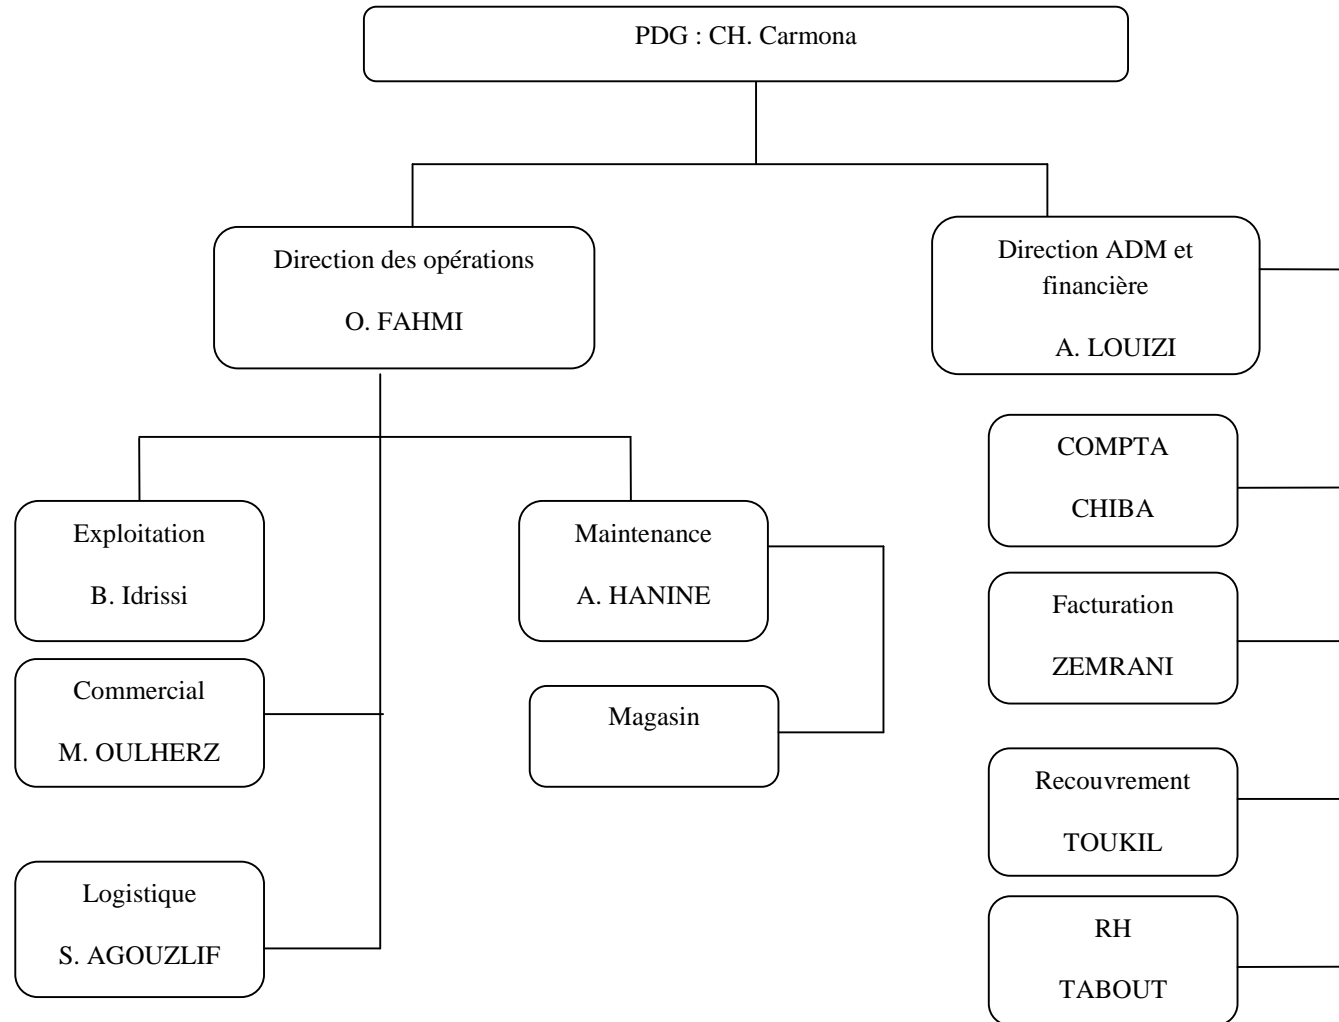 PDG : CH. Carmona
Direction des opérations
O. FAHMI
Direction ADM et
financière
A. LOUIZI
Exploitation
B. Idrissi
Maintenance
A. HANINE
Commercial
M. OULHERZ
Magasin
Logistique
S. AGOUZLIF
COMPTA
CHIBA
Facturation
ZEMRANI
Recouvrement
TOUKIL
RH
TABOUT